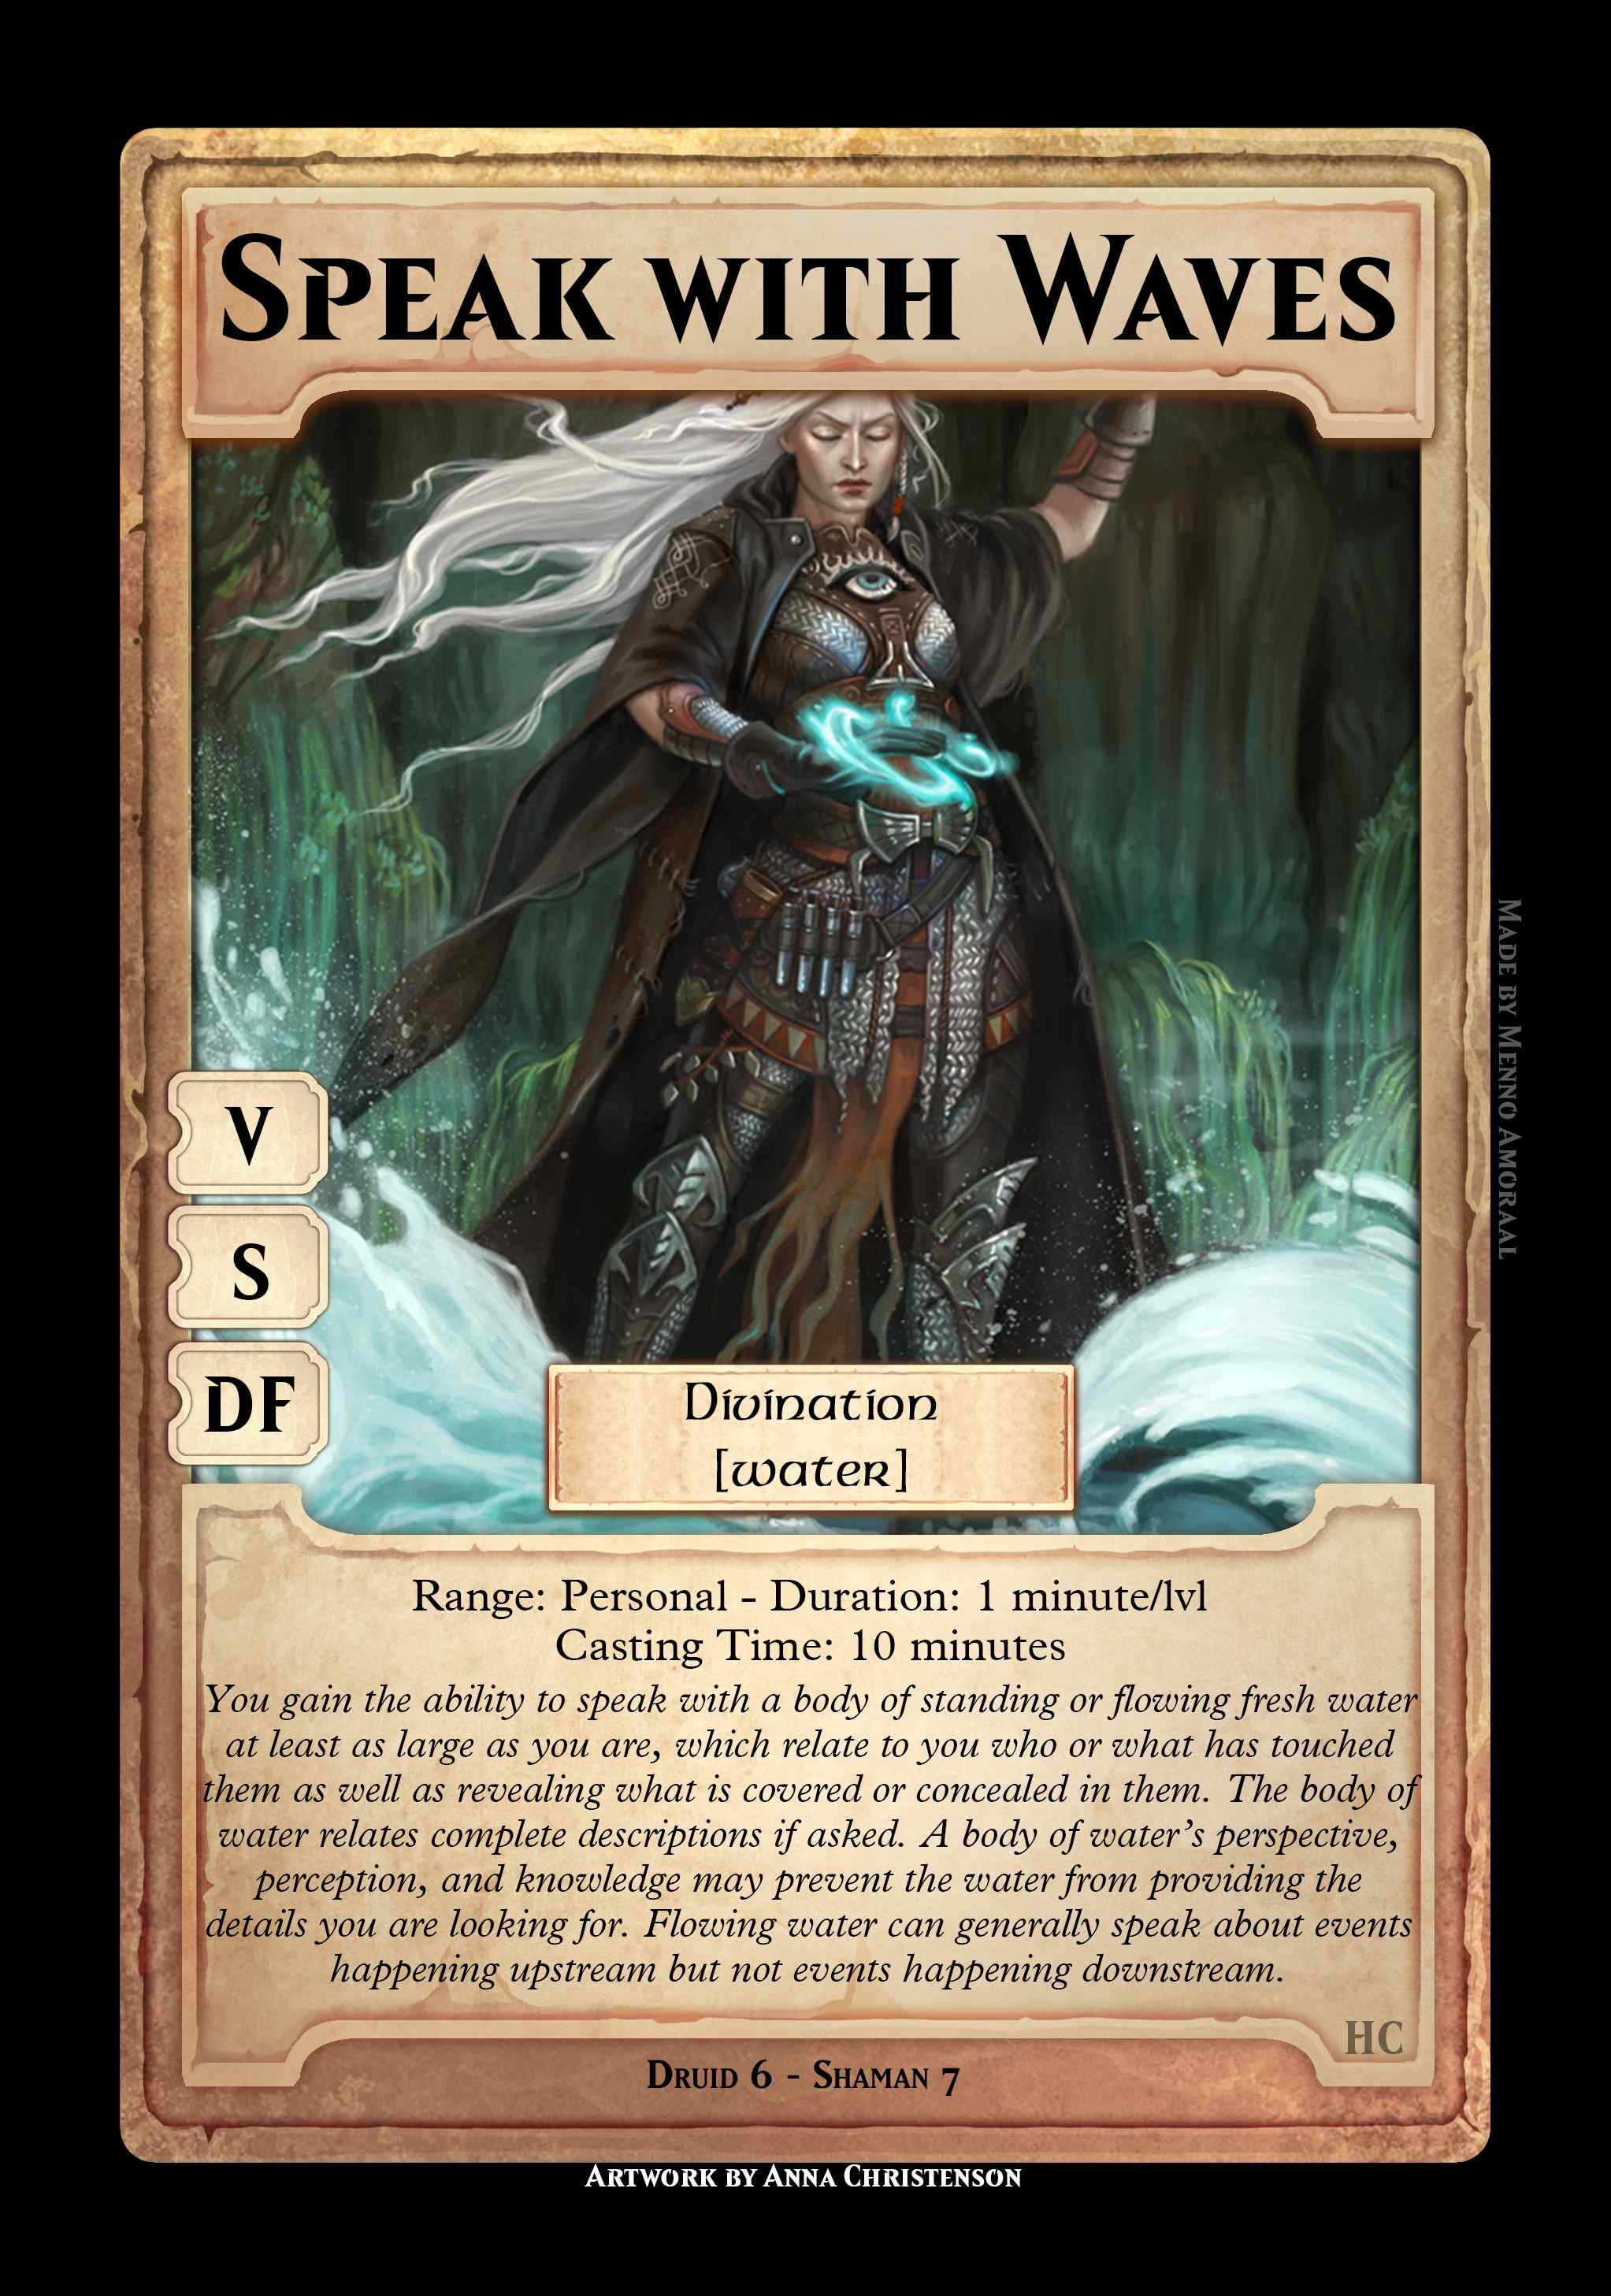 Speak with Waves
V
S
DF
Divination
[water]
Range: Personal - Duration: 1 minute/lvl
Casting Time: 10 minutes
You gain the ability to speak with a body of standing or flowing fresh water
at least as large as you are, which relate to you who or what has touched
them as well as revealing what is covered or concealed in them. The body of
water relates complete descriptions if asked. A body of water’s perspective,
perception, and knowledge may prevent the water from providing the
details you are looking for. Flowing water can generally speak about events
happening upstream but not events happening downstream.
HC
Druid 6 - Shaman 7
Artwork by Anna Christenson
Made by Menno Amoraal